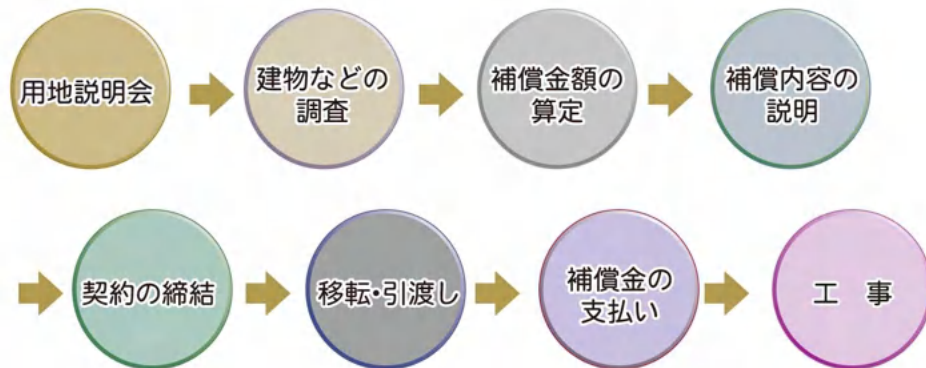 用地説明会
建物などの
調査
補償金額の
算定
補償内容の
説明
契約の締結
移転・引渡し
補償金の
支払い
工　事